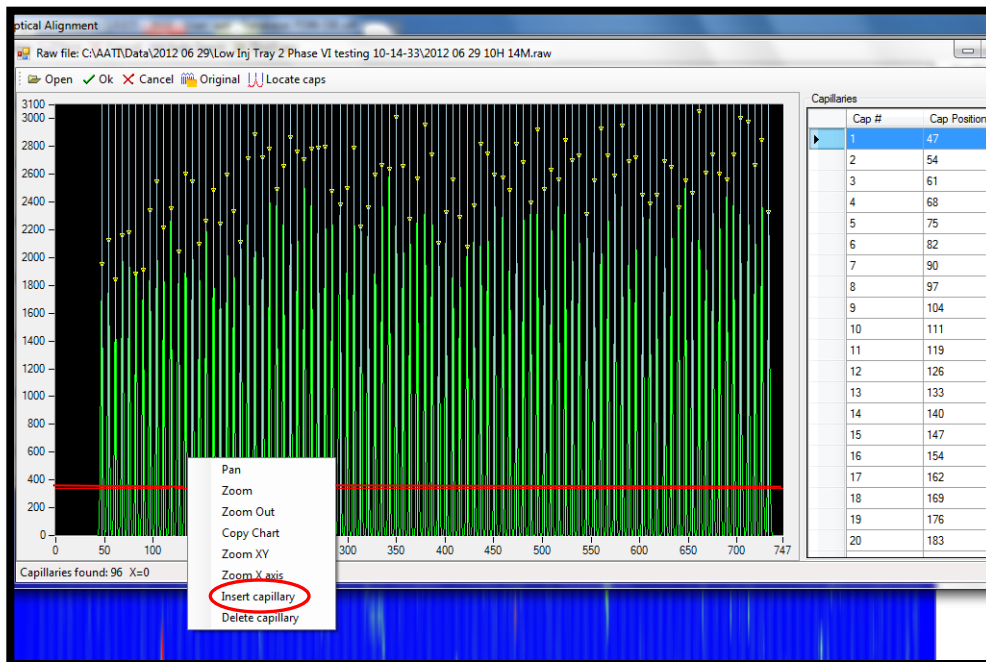 ptical Alignment
Raw file: C:\AATI\Data\2012 06 29\Low Inj Tray 2 Phase VI testing 10-14-33\2012 06 29 10H 14M.raw
Open Ok Cancel Original Locate caps
3100
3000
2800
2600
2400
2200
2000
1800
1600
1400
1200
1000
800
600
400
200
0
0 50 100 300 350 400 450 500 550 600 650 700 747
Pan
Zoom
Zoom Out
Copy Chart
Zoom XY
Zoom X axis
Insert capillary
Delete capillary
Capillaries found: 96 X=0
Capillaries
Cap # Cap Position
1 47
2 54
3 61
4 68
5 75
6 82
7 90
8 97
9 104
10 111
11 119
12 126
13 133
14 140
15 147
16 154
17 162
18 169
19 176
20 183